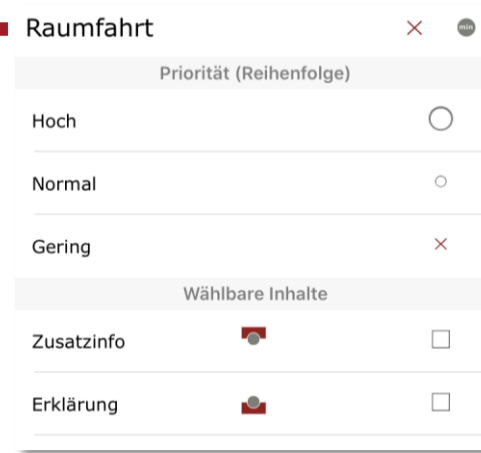 Raumfahrt
min
Priorität (Reihenfolge)
Hoch
Normal
Gering
Wählbare Inhalte
Zusatzinfo
Erklärung